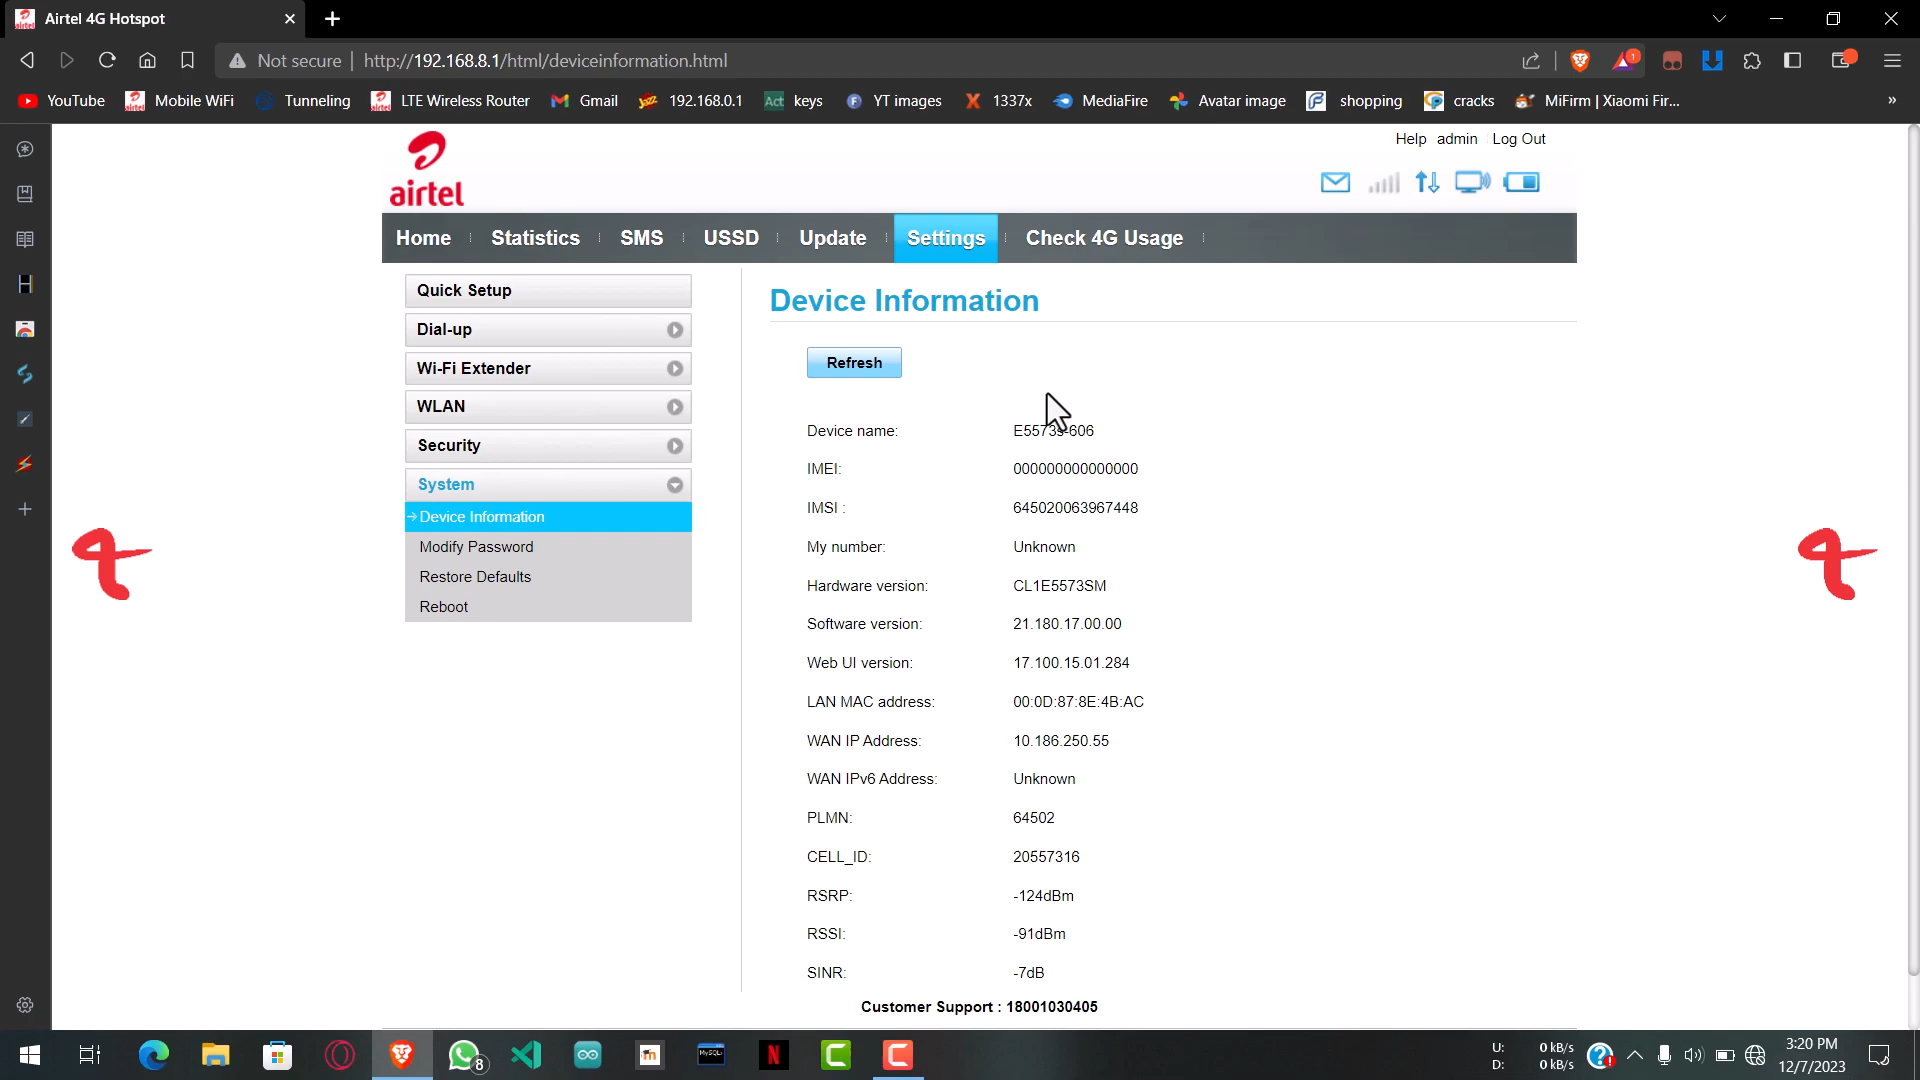 Airtel 4G Hotspot
Not secure | http://192.168.8.1/html/deviceinformation.html
1
YouTube Mobile WiFi Tunneling LTE Wireless Router Gmail 192.168.0.1 Act keys YT images 1337x MediaFire Avatar image shopping cracks MiFirm | Xiaomi Fir... »
Help admin Log Out
airtel
Home Statistics SMS USSD Update Settings Check 4G Usage
Quick Setup
Dial-up
Wi-Fi Extender
WLAN
Security
System
Device Information
Modify Password
Restore Defaults
Reboot
Device Information
Refresh
Device name: E5573s-606
IMEI: 000000000000000
IMSI : 645020063967448
My number: Unknown
Hardware version: CL1E5573SM
Software version: 21.180.17.00.00
Web UI version: 17.100.15.01.284
LAN MAC address: 00:0D:87:8E:4B:AC
WAN IP Address: 10.186.250.55
WAN IPv6 Address: Unknown
PLMN: 64502
CELL_ID: 20557316
RSRP: -124dBm
RSSI: -91dBm
SINR: -7dB
Customer Support : 18001030405
8
MySQL
N
U: 0 kB/s
D: 0 kB/s
3:20 PM
12/7/2023